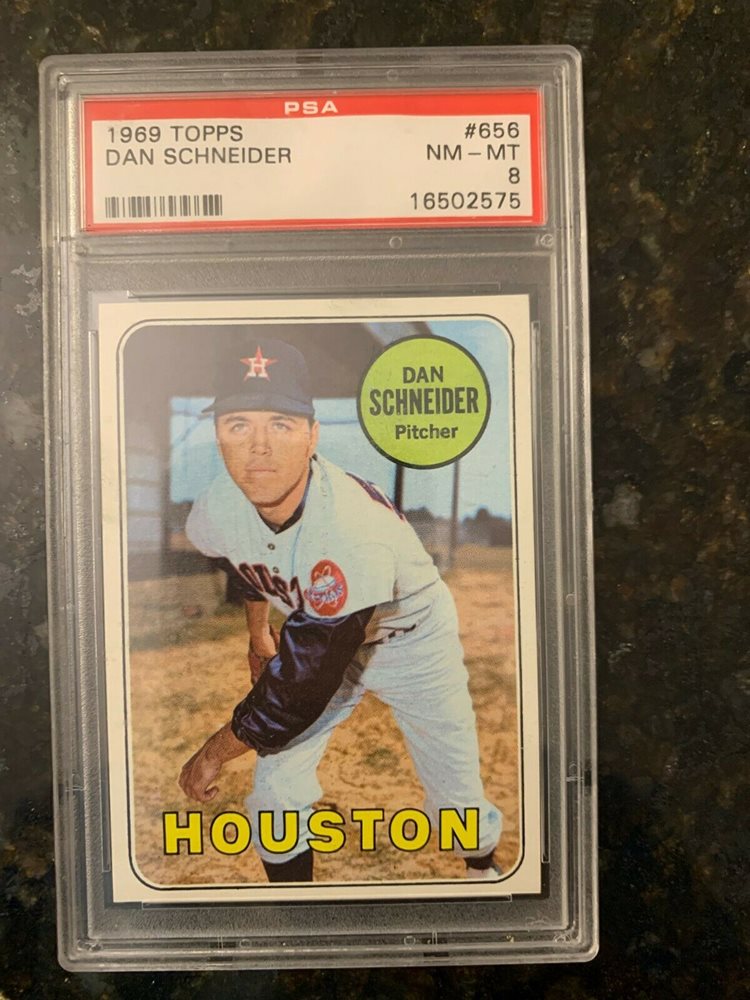 PSA
1969 TOPPS #656
DAN SCHNEIDER NM - MT
8
16502575
H
DAN
SCHNEIDER
Pitcher
HOUSTON